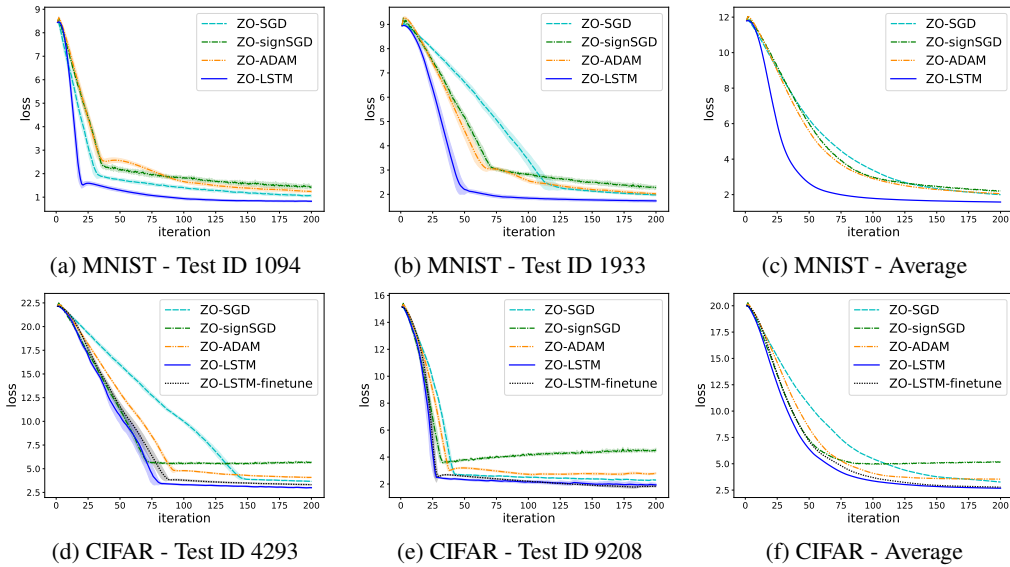 9
8
7
6
5
4
3
2
1
loss
0 25 50 75 100 125 150 175 200
iteration
ZO-SGD
ZO-signSGD
ZO-ADAM
ZO-LSTM
(a) MNIST - Test ID 1094
9
8
7
6
5
4
3
2
1
loss
0 25 50 75 100 125 150 175 200
iteration
ZO-SGD
ZO-signSGD
ZO-ADAM
ZO-LSTM
(b) MNIST - Test ID 1933
12
10
8
6
4
2
loss
0 25 50 75 100 125 150 175 200
iteration
ZO-SGD
ZO-signSGD
ZO-ADAM
ZO-LSTM
(c) MNIST - Average
22.5
20.0
17.5
15.0
12.5
10.0
7.5
5.0
2.5
loss
0 25 50 75 100 125 150 175 200
iteration
ZO-SGD
ZO-signSGD
ZO-ADAM
ZO-LSTM
ZO-LSTM-finetune
(d) CIFAR - Test ID 4293
16
14
12
10
8
6
4
2
loss
0 25 50 75 100 125 150 175 200
iteration
ZO-SGD
ZO-signSGD
ZO-ADAM
ZO-LSTM
ZO-LSTM-finetune
(e) CIFAR - Test ID 9208
20.0
17.5
15.0
12.5
10.0
7.5
5.0
2.5
loss
0 25 50 75 100 125 150 175 200
iteration
ZO-SGD
ZO-signSGD
ZO-ADAM
ZO-LSTM
ZO-LSTM-finetune
(f) CIFAR - Average